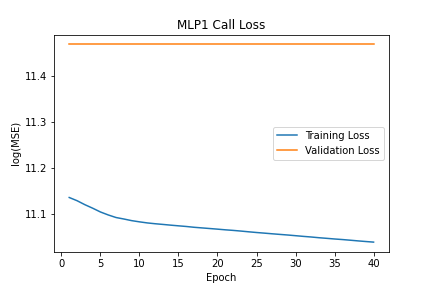 MLP1 Call Loss
log(MSE)
11.4
11.3
11.2
11.1
Training Loss
Validation Loss
0 5 10 15 20 25 30 35 40
Epoch